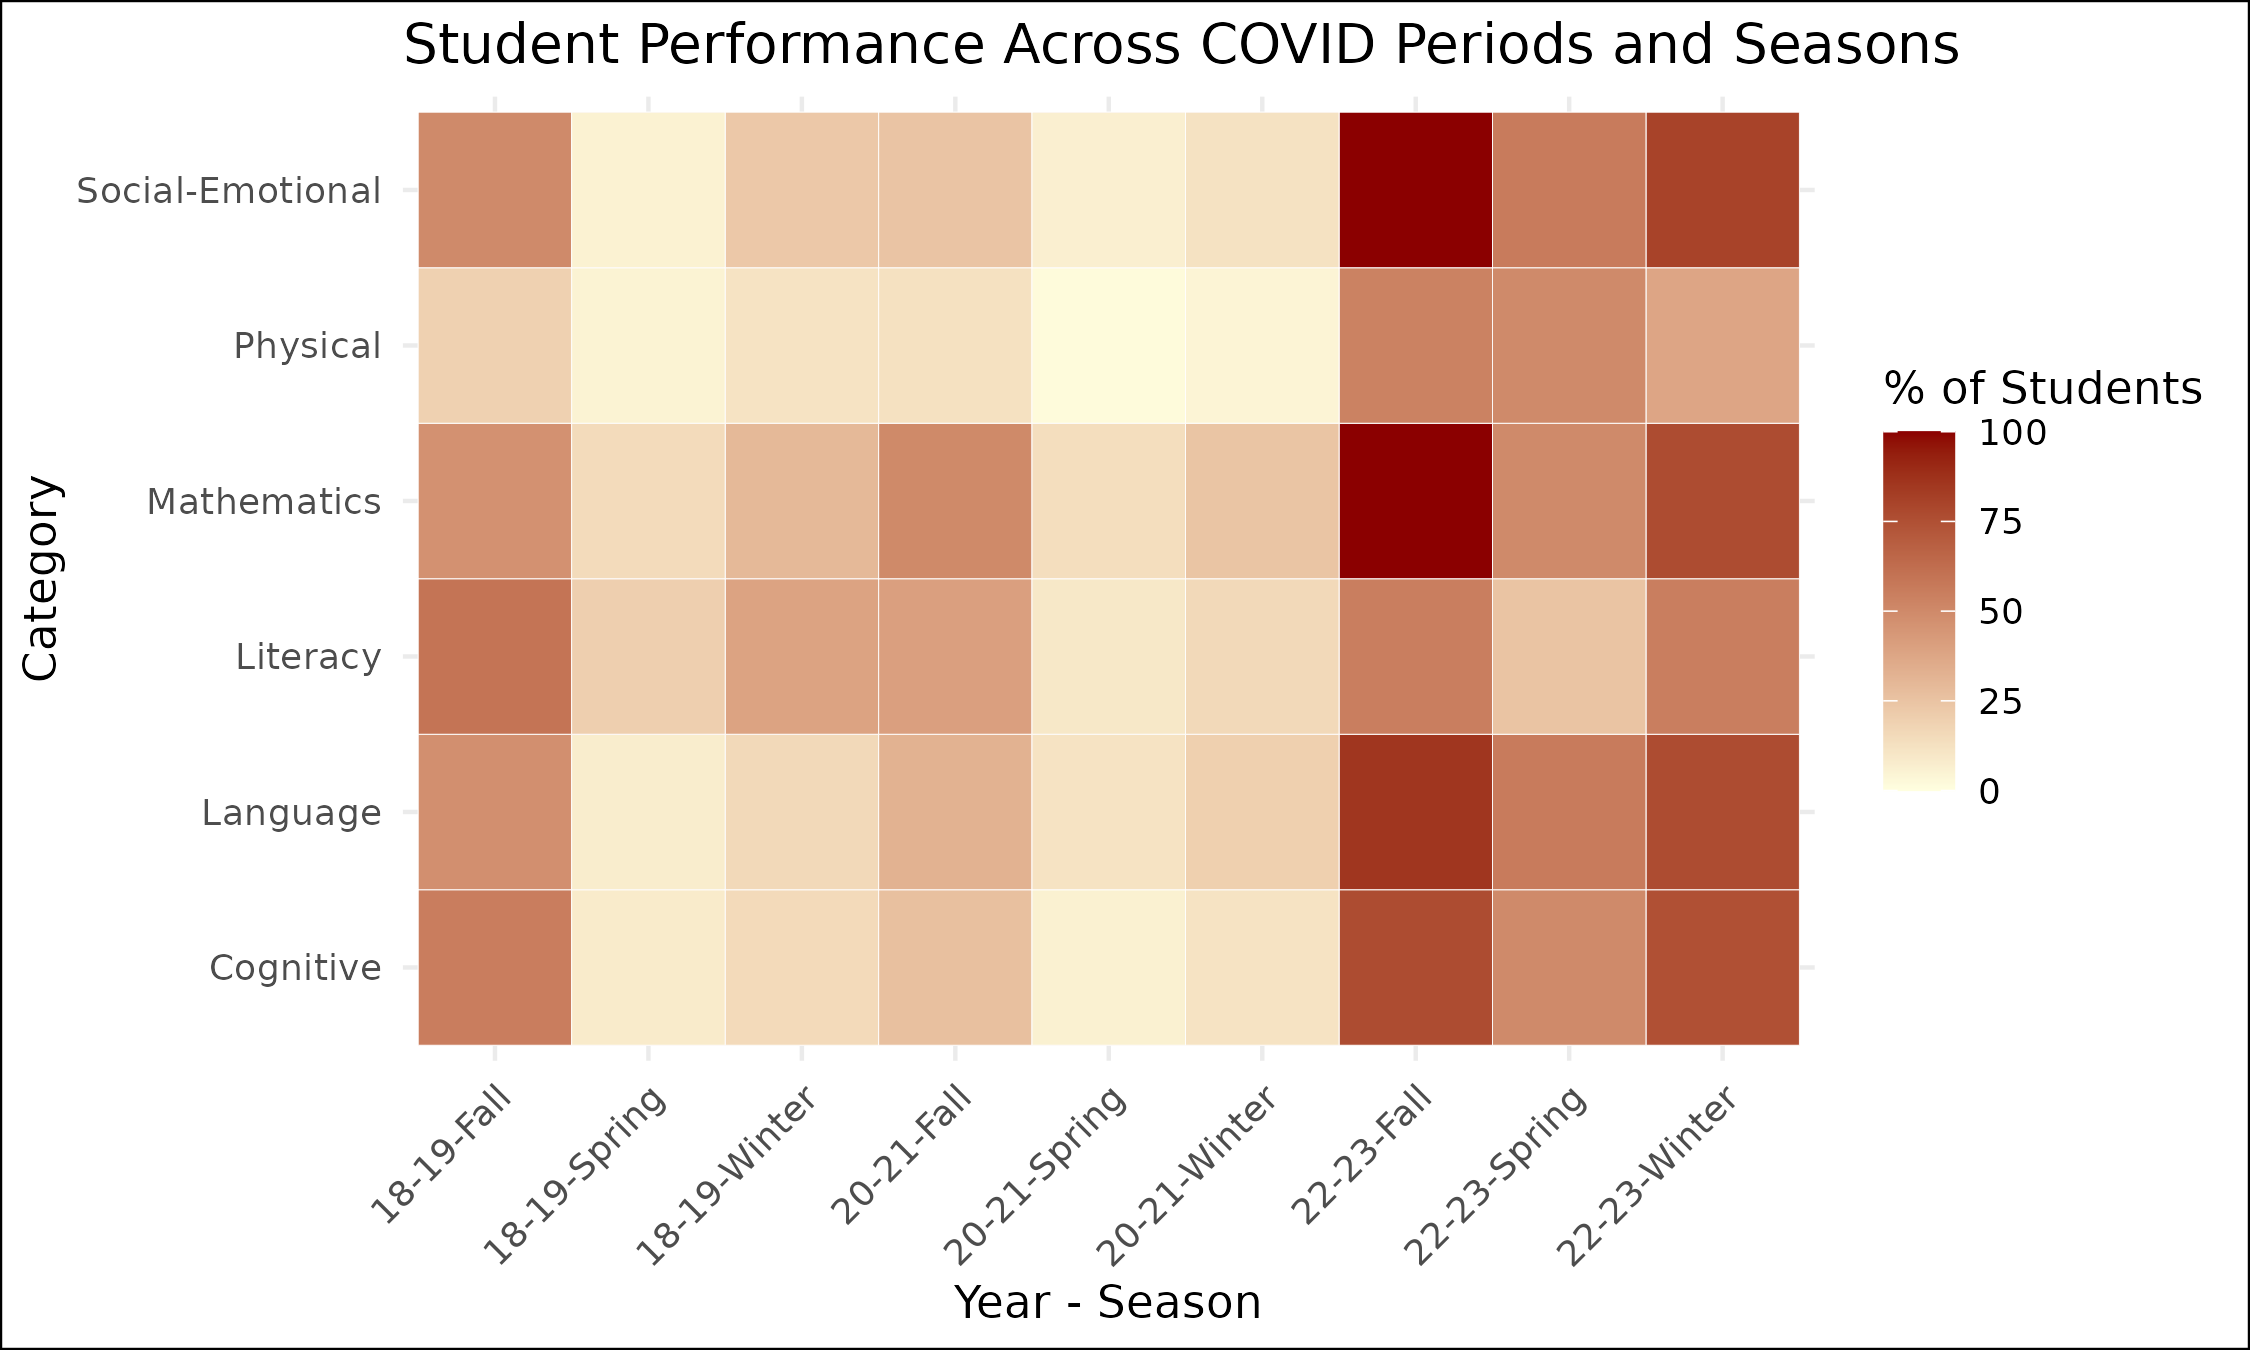 Student Performance Across COVID Periods and Seasons
Category
Social-Emotional
Physical
Mathematics
Literacy
Language
Cognitive
18-19-Fall
18-19-Spring
18-19-Winter
20-21-Fall
20-21-Spring
20-21-Winter
22-23-Fall
22-23-Spring
22-23-Winter
Year - Season
% of Students
100
75
50
25
0